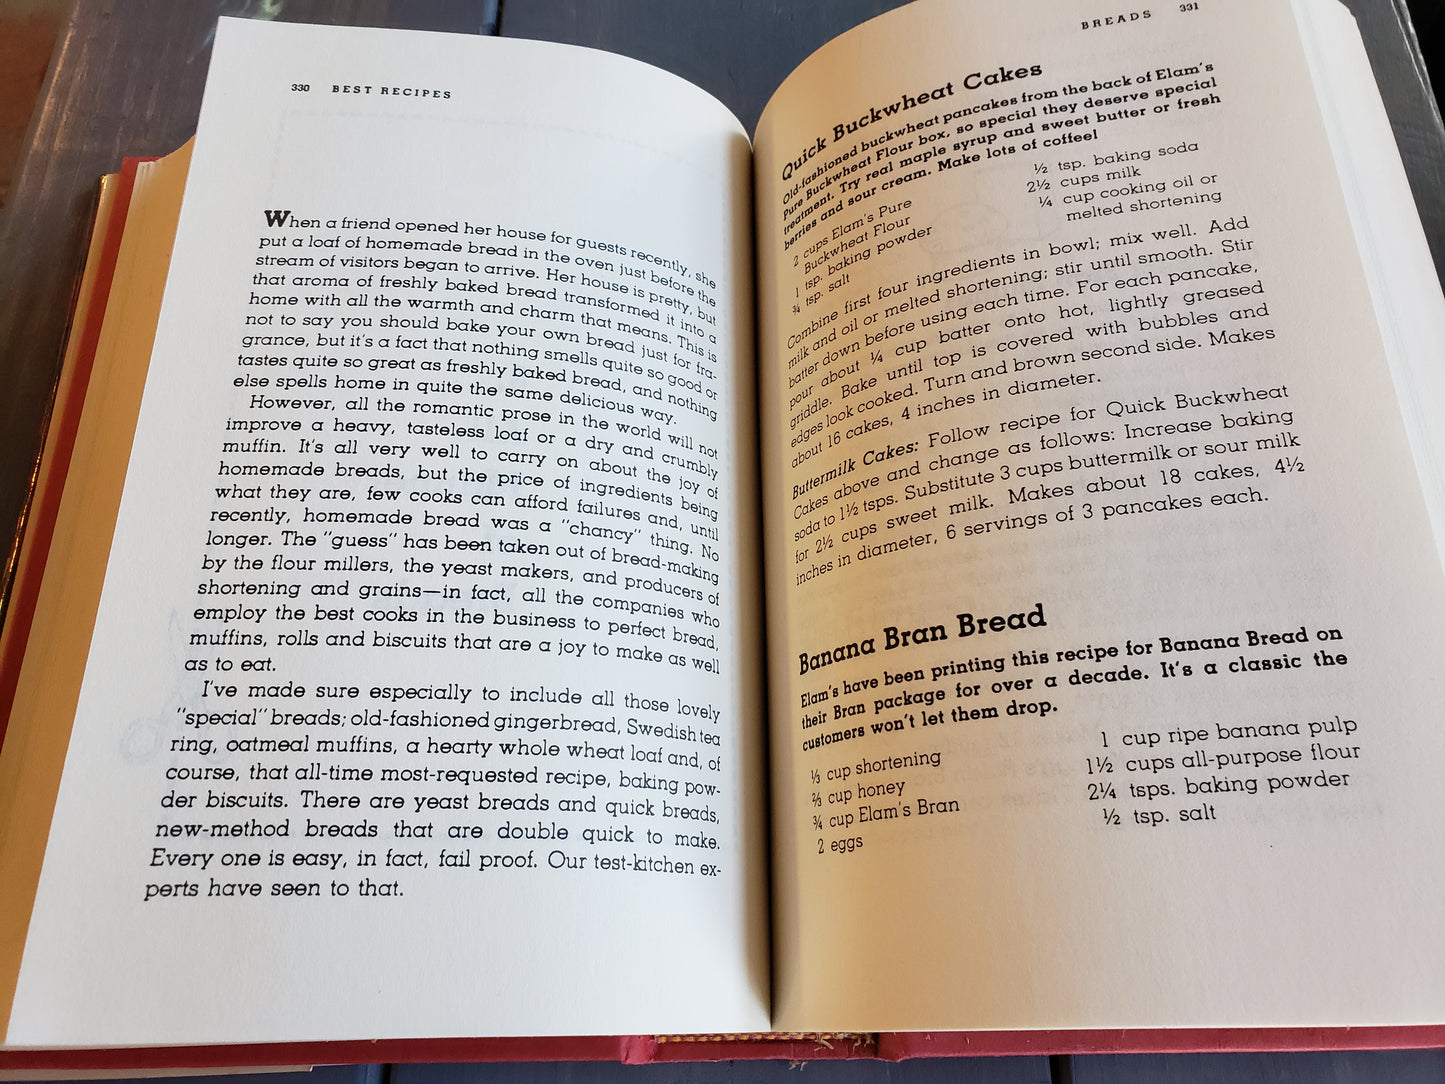 330 BEST RECIPES
When a friend opened her house for guests recently, she
put a loaf of homemade bread in the oven just before the
stream of visitors began to arrive. Her house is pretty, but
that aroma of freshly baked bread transformed it into a
home with all the warmth and charm that means. This is
not to say you should bake your own bread just for fra-
grance, but it's a fact that nothing smells quite so good or
tastes quite so great as freshly baked bread, and nothing
else spells home in quite the same delicious way.
However, all the romantic prose in the world will not
improve a heavy, tasteless loaf or a dry and crumbly
muffin. It's all very well to carry on about the joy of
homemade breads, but the price of ingredients being
what they are, few cooks can afford failures and, until
recently, homemade bread was a "chancy" thing. No
longer. The "guess" has been taken out of bread-making
by the flour millers, the yeast makers, and producers of
shortening and grains—in fact, all the companies who
employ the best cooks in the business to perfect bread,
muffins, rolls and biscuits that are a joy to make as well
as to eat.
I've made sure especially to include all those lovely
"special" breads; old-fashioned gingerbread, Swedish tea
ring, oatmeal muffins, a hearty whole wheat loaf and, of
course, that all-time most-requested recipe, baking pow-
der biscuits. There are yeast breads and quick breads,
new-method breads that are double quick to make.
Every one is easy, in fact, fail proof. Our test-kitchen ex-
perts have seen to that.
BREADS 331
Quick Buckwheat Cakes
Old-fashioned buckwheat pancakes from the back of Elam's
Pure Buckwheat Flour box, so special they deserve special
treatment. Try real maple syrup and sweet butter or fresh
berries and sour cream. Make lots of coffee!
2 cups Elam's Pure
Buckwheat Flour
1 tsp. baking powder
¾ tsp. salt
½ tsp. baking soda
2½ cups milk
¼ cup cooking oil or
melted shortening
Combine first four ingredients in bowl; mix well. Add
milk and oil or melted shortening; stir until smooth. Stir
batter down before using each time. For each pancake,
pour about ¼ cup batter onto hot, lightly greased
griddle. Bake until top is covered with bubbles and
edges look cooked. Turn and brown second side. Makes
about 16 cakes, 4 inches in diameter.
Buttermilk Cakes: Follow recipe for Quick Buckwheat
Cakes above and change as follows: Increase baking
soda to 1½ tsps. Substitute 3 cups buttermilk or sour milk
for 2½ cups sweet milk. Makes about 18 cakes, 4½
inches in diameter, 6 servings of 3 pancakes each.
Banana Bran Bread
Elam's have been printing this recipe for Banana Bread on
their Bran package for over a decade. It's a classic the
customers won't let them drop.
⅓ cup shortening
⅔ cup honey
¾ cup Elam's Bran
2 eggs
1 cup ripe banana pulp
1½ cups all-purpose flour
2¼ tsps. baking powder
½ tsp. salt